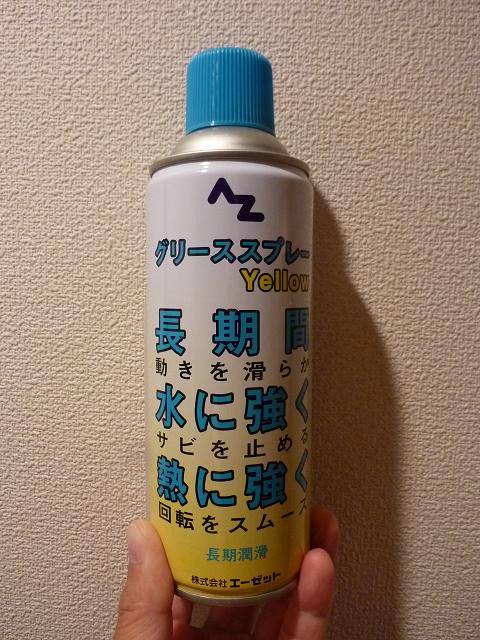 AZ
グリーススプレー
Yellow
長期間
動きを滑らか
水に強く
サビを止める
熱に強く
回転をスムーズ
長期潤滑
株式会社エーゼット